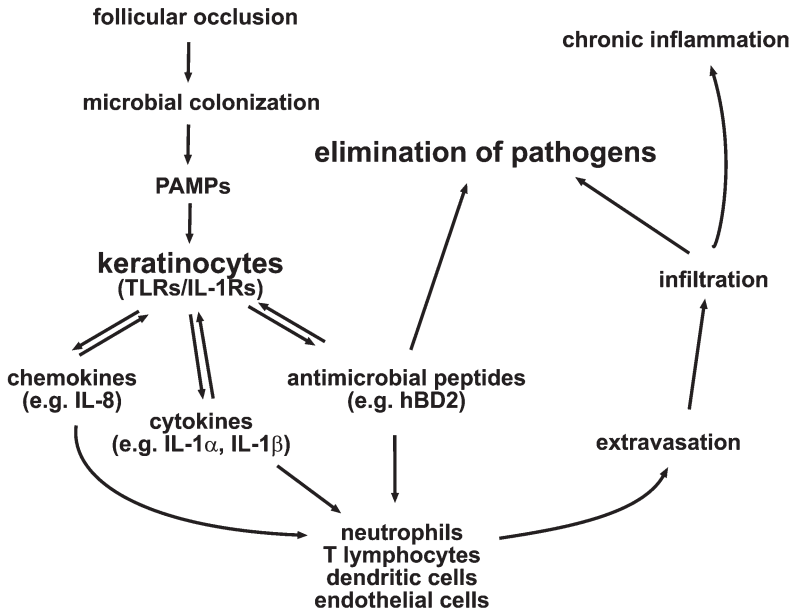 follicular occlusion
chronic inflammation
microbial colonization
elimination of pathogens
PAMPs
keratinocytes
(TLRs/IL-1Rs)
infiltration
chemokines
(e.g. IL-8)
antimicrobial peptides
(e.g. hBD2)
cytokines
(e.g. IL-1α, IL-1β)
extravasation
neutrophils
T lymphocytes
dendritic cells
endothelial cells